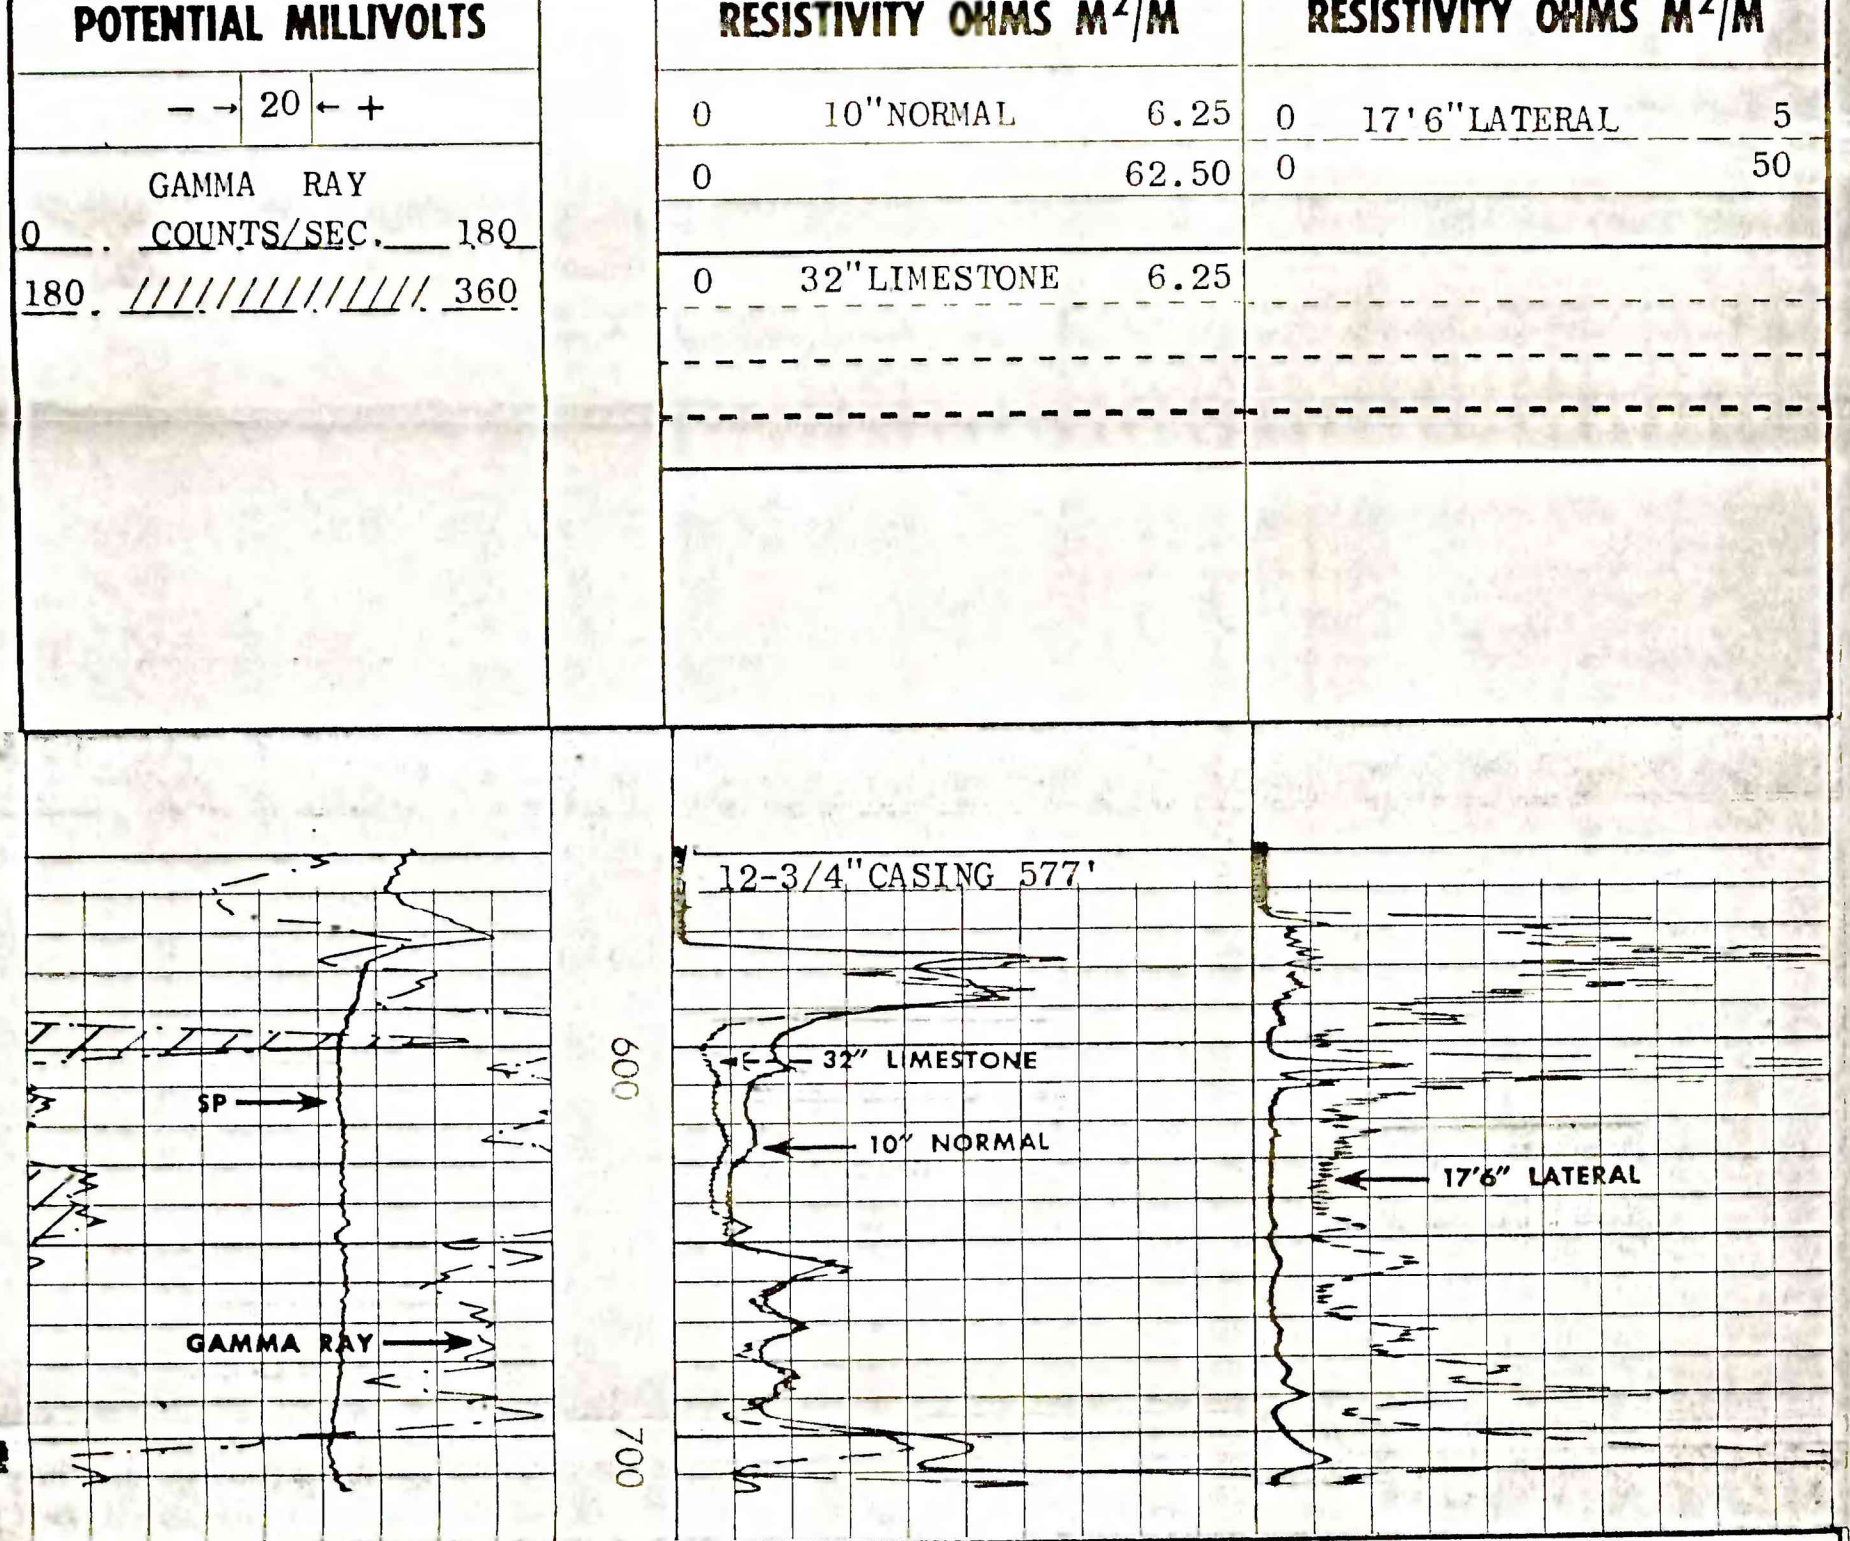 POTENTIAL MILLIVOLTS
- → 20 ← +
GAMMA RAY
0 COUNTS/SEC. 180
180 ////////////// 360
RESISTIVITY OHMS M²/M
0 10"NORMAL 6.25
0 62.50
0 32"LIMESTONE 6.25
RESISTIVITY OHMS M²/M
0 17'6"LATERAL 5
0 50
12-3/4"CASING 577'
600
32" LIMESTONE
SP
10" NORMAL
17'6" LATERAL
GAMMA RAY
700